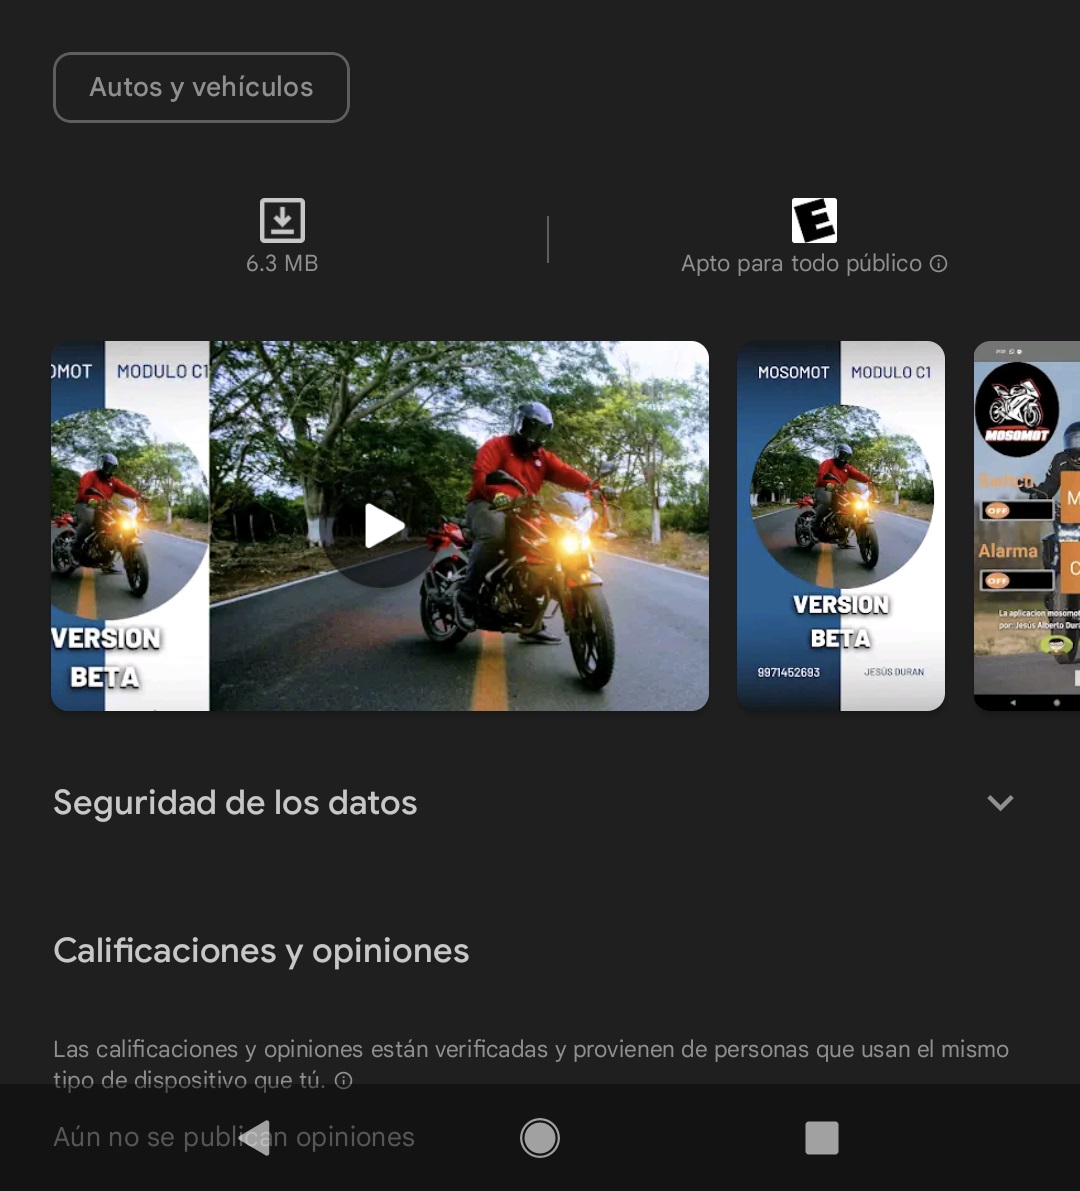 Autos y vehículos
6.3 MB
Apto para todo público
OMOT MODULO C1
VERSION
BETA
MOSOMOT MODULO C1
VERSION
BETA
9971452693 JESÚS DURAN
MOSOMOT
Switch
OFF
M
Alarma
OFF
C
La aplicacion mosomot
por: Jesús Alberto Dura
Seguridad de los datos
Calificaciones y opiniones
Las calificaciones y opiniones están verificadas y provienen de personas que usan el mismo
tipo de dispositivo que tú.
Aún no se publican opiniones